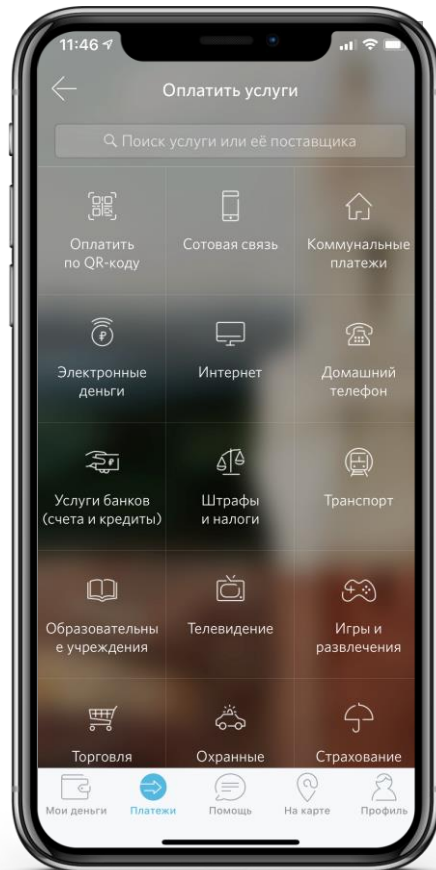 11:46
Оплатить услуги
Поиск услуги или её поставщика
Оплатить
по QR-коду
Сотовая связь
Коммунальные
платежи
Электронные
деньги
Интернет
Домашний
телефон
Услуги банков
(счета и кредиты)
Штрафы
и налоги
Транспорт
Образовательны
е учреждения
Телевидение
Игры и
развлечения
Торговля
Охранные
Страхование
Мои деньги
Платежи
Помощь
На карте
Профиль